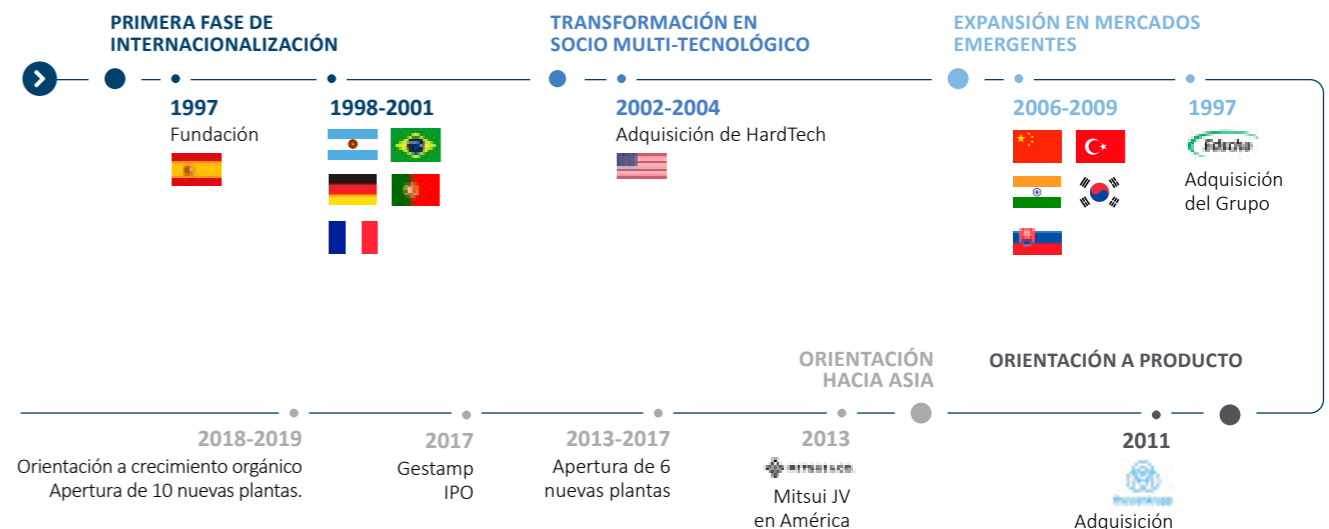 PRIMERA FASE DE
INTERNACIONALIZACIÓN
1997
Fundación
1998-2001
TRANSFORMACIÓN EN
SOCIO MULTI-TECNOLÓGICO
2002-2004
Adquisición de HardTech
EXPANSIÓN EN MERCADOS
EMERGENTES
2006-2009
1997
Edscha
Adquisición
del Grupo
ORIENTACIÓN A PRODUCTO
2011
ThyssenKrupp
Adquisición
ORIENTACIÓN
HACIA ASIA
2013
MITSUI & CO.
Mitsui JV
en América
2013-2017
Apertura de 6
nuevas plantas
2017
Gestamp
IPO
2018-2019
Orientación a crecimiento orgánico
Apertura de 10 nuevas plantas.